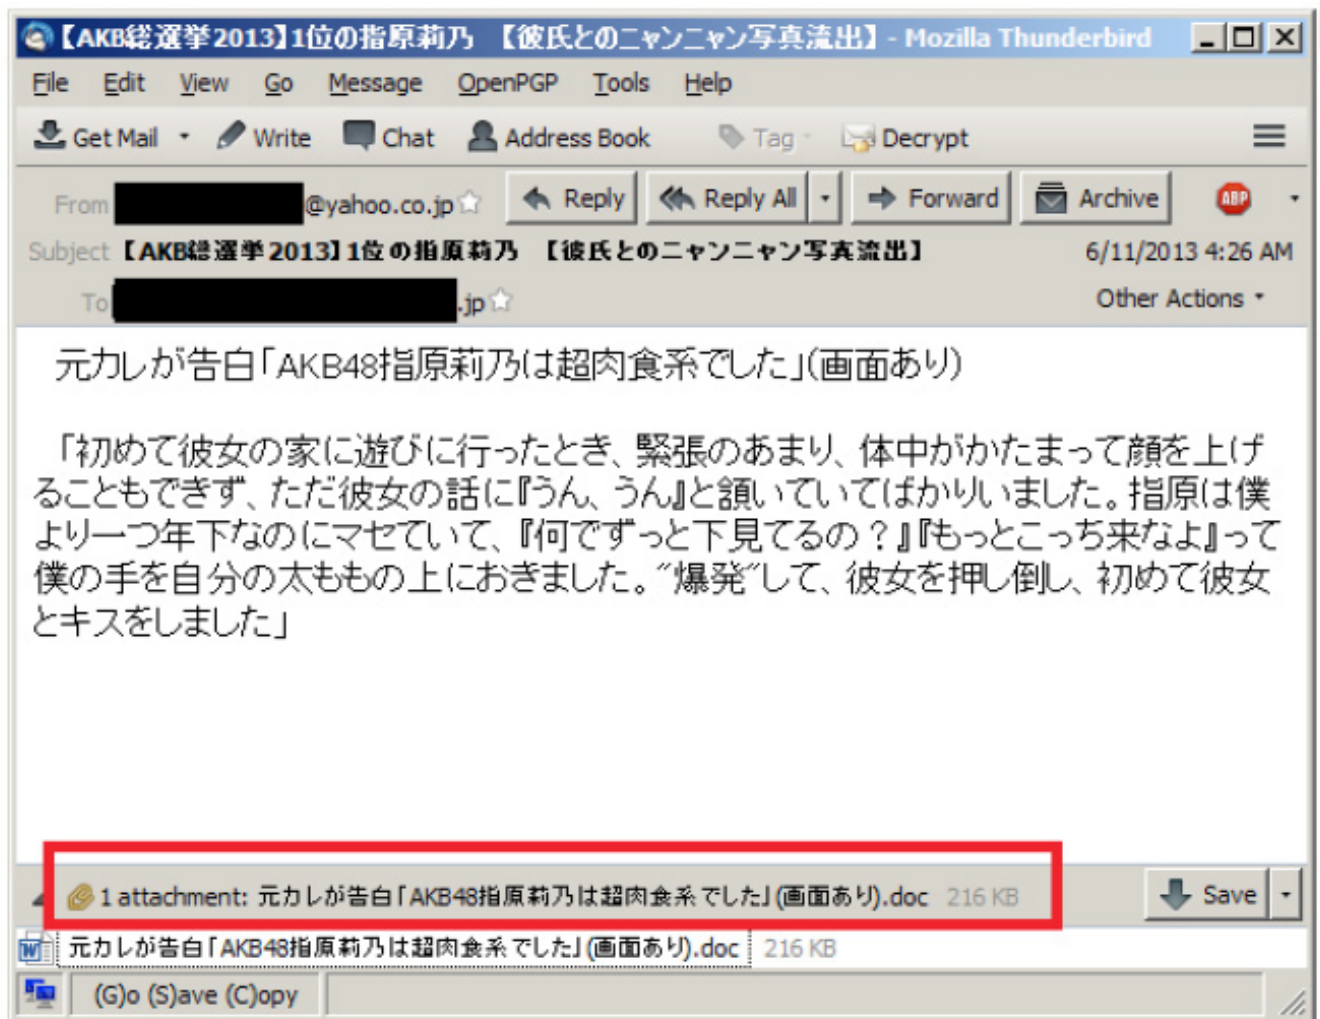 【AKB総選挙2013】1位の指原莉乃 【彼氏とのニャンニャン写真流出】 - Mozilla Thunderbird
File Edit View Go Message OpenPGP Tools Help
Get Mail Write Chat Address Book Tag Decrypt
From @yahoo.co.jp Reply Reply All Forward Archive ABP
Subject 【AKB総選挙2013】1位の指原莉乃 【彼氏とのニャンニャン写真流出】 6/11/2013 4:26 AM
To .jp Other Actions
元カレが告白「AKB48指原莉乃は超肉食系でした」(画面あり)
「初めて彼女の家に遊びに行ったとき、緊張のあまり、体中がかたまって顔を上げ
ることもできず、ただ彼女の話に『うん、うん』と頷いていてばかりいました。指原は僕
より一つ年下なのにマセていて、『何でずっと下見てるの？』『もっとこっち来なよ』って
僕の手を自分の太ももの上におきました。〝爆発〝して、彼女を押し倒し、初めて彼女
とキスをしました」
1 attachment: 元カレが告白「AKB48指原莉乃は超肉食系でした」(画面あり).doc 216 KB Save
元カレが告白「AKB48指原莉乃は超肉食系でした」(画面あり).doc 216 KB
(G)o (S)ave (C)opy